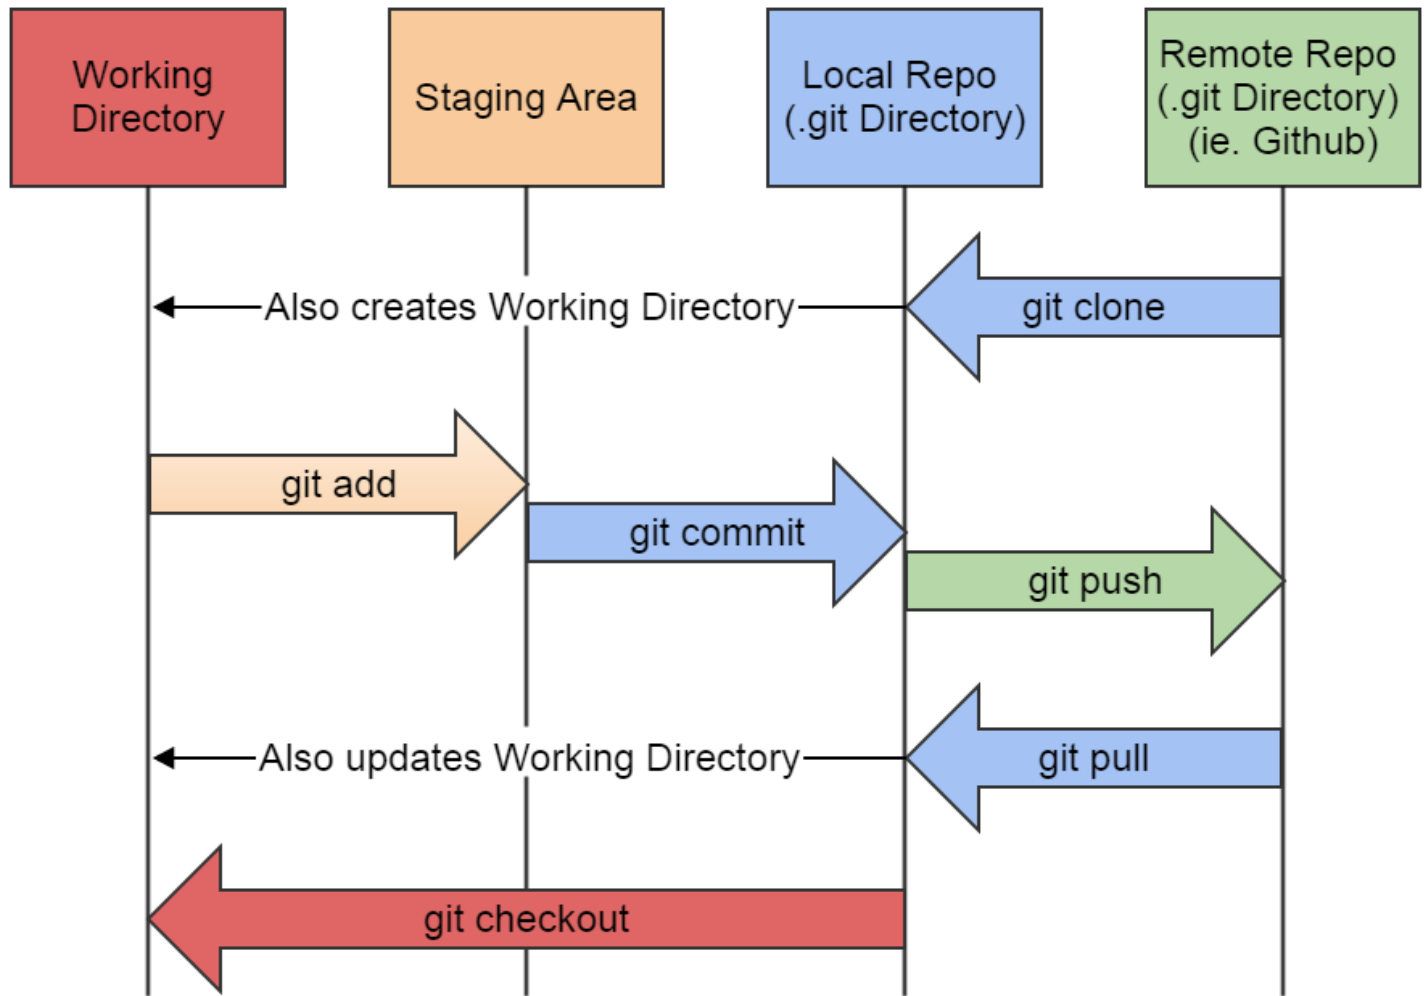 Working
Directory
Staging Area
Local Repo
(.git Directory)
Remote Repo
(.git Directory)
(ie. Github)
Also creates Working Directory
git clone
git add
git commit
git push
Also updates Working Directory
git pull
git checkout